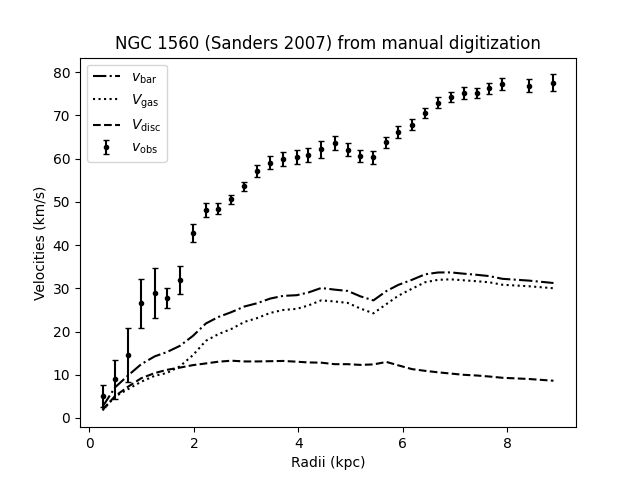 NGC 1560 (Sanders 2007) from manual digitization
v_bar
V_gas
V_disc
v_obs
80
70
60
50
40
30
20
10
0
Velocities (km/s)
0 2 4 6 8
Radii (kpc)